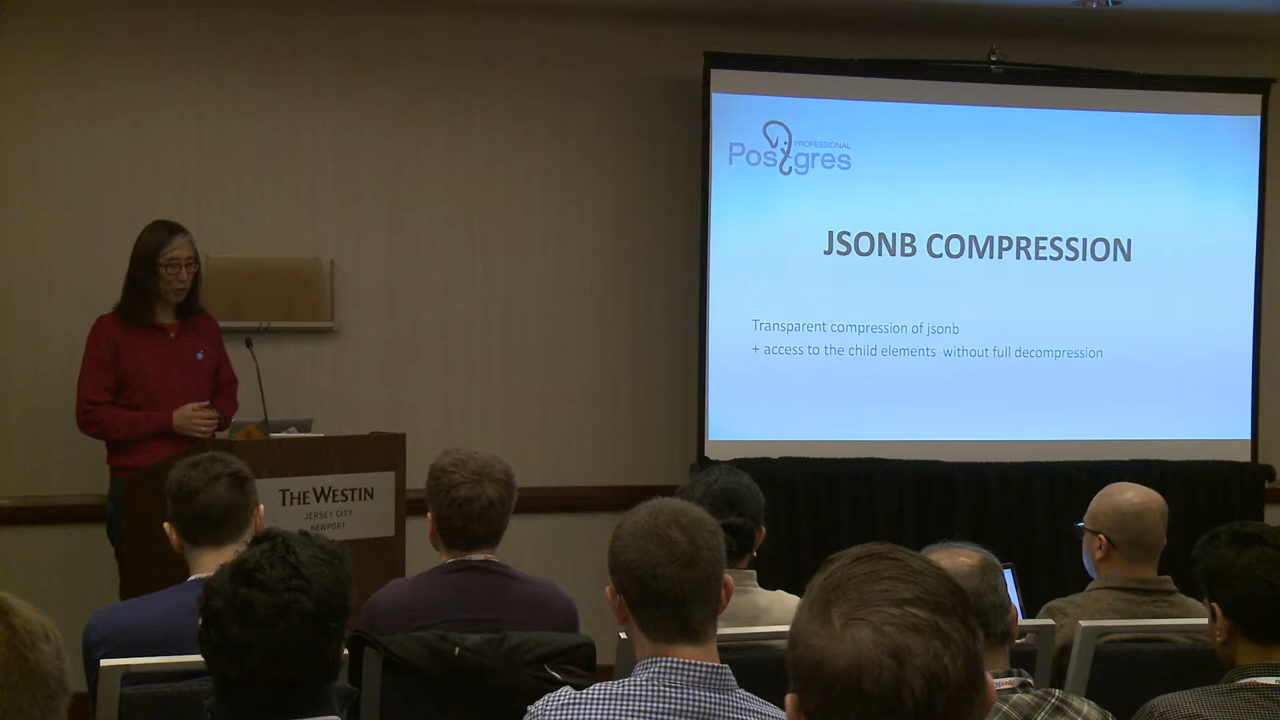 PROFESSIONAL
Postgres
JSONB COMPRESSION
Transparent compression of jsonb
+ access to the child elements without full decompression
THE WESTIN
JERSEY CITY
NEWPORT